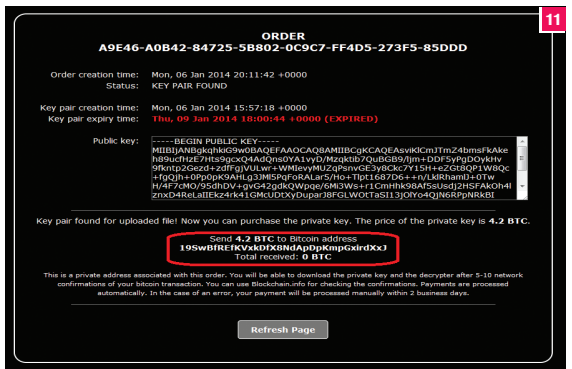 11
ORDER
A9E46-A0B42-84725-5B802-0C9C7-FF4D5-273F5-85DDD
Order creation time: Mon, 06 Jan 2014 20:11:42 +0000
Status: KEY PAIR FOUND
Key pair creation time: Mon, 06 Jan 2014 15:57:18 +0000
Key pair expiry time: Thu, 09 Jan 2014 18:00:44 +0000 (EXPIRED)
Public key: -----BEGIN PUBLIC KEY-----
Key pair found for uploaded file! Now you can purchase the private key. The price of the private key is 4.2 BTC.
Send 4.2 BTC to Bitcoin address
19SwBfREfKVxkDfX8NdApDpKmpGxirdXxJ
Total received: 0 BTC
This is a private address associated with this order. You will be able to download the private key and the decrypter after 5-10 network
confirmations of your bitcoin transaction. You can use Blockchain.info for checking the confirmations. Payments are processed
automatically. In the case of an error, your payment will be processed manually within 2 business days.
Refresh Page